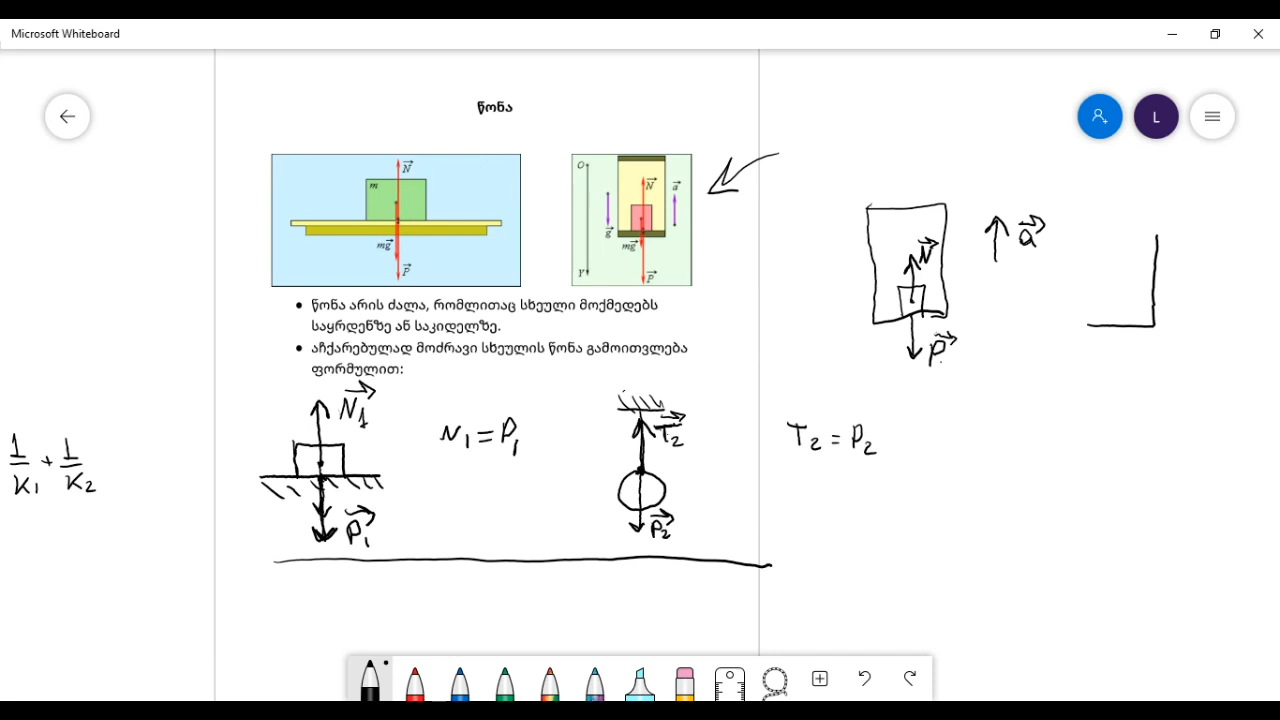 Microsoft Whiteboard
წონა
L
N
m
mg
P
O
N
a
g
mg
Y
P
N
a
P
• წონა არის ძალა, რომლითაც სხეული მოქმედებს
საყრდენზე ან საკიდელზე.
• აჩქარებულად მოძრავი სხეულის წონა გამოითვლება
ფორმულით:
N₁
N₁ = P₁
T₂
T₂ = P₂
1/K₁ + 1/K₂
P₁
P₂